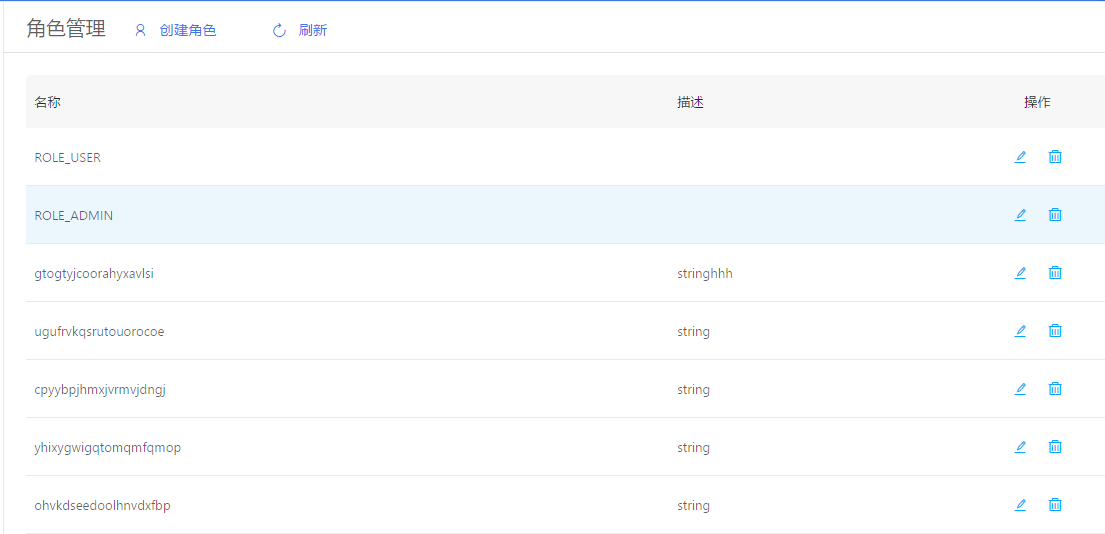 角色管理 创建角色 刷新
名称 描述 操作
ROLE_USER
ROLE_ADMIN
gtogtyjcoorahyxavlsi stringhhh
ugufrvkqsrutouorocoe string
cpyybpjhmxjvrmvjdngj string
yhixygwigqtomqmfqmop string
ohvkdseedoolhnvdxfbp string